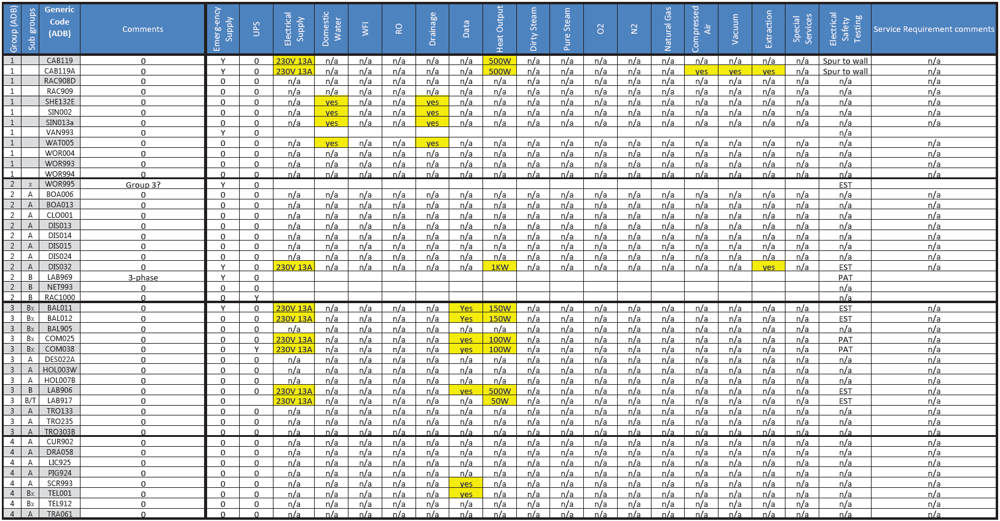 Group (ADB) Sub groups Generic Code (ADB) Comments Emerg-ency Supply UPS Electrical Supply Domestic Water WFI RO Drainage Data Heat Output Dirty Steam Pure Steam O2 N2 Natural Gas Compressed Air Vacuum Extraction Special Services Electrical Safety Testing Service Requirement comments
1 CAB119 0 Y 0 230V 13A n/a n/a n/a n/a n/a 500W n/a n/a n/a n/a n/a n/a n/a n/a n/a Spur to wall n/a
1 CAB119A 0 Y 0 230V 13A n/a n/a n/a n/a n/a 500W n/a n/a n/a n/a n/a yes yes yes n/a Spur to wall n/a
1 RAC908D 0 0 0 n/a n/a n/a n/a n/a n/a n/a n/a n/a n/a n/a n/a n/a n/a n/a n/a n/a n/a
1 RAC909 0 0 0 n/a n/a n/a n/a n/a n/a n/a n/a n/a n/a n/a n/a n/a n/a n/a n/a n/a n/a
1 SHE132E 0 0 0 n/a yes n/a n/a yes n/a n/a n/a n/a n/a n/a n/a n/a n/a n/a n/a n/a n/a
1 SIN002 0 0 0 n/a yes n/a n/a yes n/a n/a n/a n/a n/a n/a n/a n/a n/a n/a n/a n/a n/a
1 SIN013a 0 0 0 n/a yes n/a n/a yes n/a n/a n/a n/a n/a n/a n/a n/a n/a n/a n/a n/a n/a
1 VAN993 0 Y 0 n/a
1 WAT005 0 0 0 n/a yes n/a n/a yes n/a n/a n/a n/a n/a n/a n/a n/a n/a n/a n/a n/a n/a
1 WOR004 0 0 0 n/a n/a n/a n/a n/a n/a n/a n/a n/a n/a n/a n/a n/a n/a n/a n/a n/a n/a
1 WOR993 0 0 0 n/a n/a n/a n/a n/a n/a n/a n/a n/a n/a n/a n/a n/a n/a n/a n/a n/a n/a
1 WOR994 0 0 0 n/a n/a n/a n/a n/a n/a n/a n/a n/a n/a n/a n/a n/a n/a n/a n/a n/a n/a
2 x WOR995 Group 3? Y 0 EST
2 A BOA006 0 0 0 n/a n/a n/a n/a n/a n/a n/a n/a n/a n/a n/a n/a n/a n/a n/a n/a n/a n/a
2 A BOA013 0 0 0 n/a n/a n/a n/a n/a n/a n/a n/a n/a n/a n/a n/a n/a n/a n/a n/a n/a n/a
2 A CLO001 0 0 0 n/a n/a n/a n/a n/a n/a n/a n/a n/a n/a n/a n/a n/a n/a n/a n/a n/a n/a
2 A DIS013 0 0 0 n/a n/a n/a n/a n/a n/a n/a n/a n/a n/a n/a n/a n/a n/a n/a n/a n/a n/a
2 A DIS014 0 0 0 n/a n/a n/a n/a n/a n/a n/a n/a n/a n/a n/a n/a n/a n/a n/a n/a n/a n/a
2 A DIS015 0 0 0 n/a n/a n/a n/a n/a n/a n/a n/a n/a n/a n/a n/a n/a n/a n/a n/a n/a n/a
2 A DIS024 0 0 0 n/a n/a n/a n/a n/a n/a n/a n/a n/a n/a n/a n/a n/a n/a n/a n/a n/a n/a
2 A DIS032 0 Y 0 230V 13A n/a n/a n/a n/a n/a 1KW n/a n/a n/a n/a n/a n/a n/a yes n/a EST n/a
2 B LAB969 3-phase Y 0 PAT
2 B NET993 0 0 0 n/a
2 B RAC1000 0 0 Y n/a
3 Bx BAL011 0 Y 0 230V 13A n/a n/a n/a n/a Yes 150W n/a n/a n/a n/a n/a n/a n/a n/a n/a EST n/a
3 Bx BAL012 0 0 0 230V 13A n/a n/a n/a n/a Yes 150W n/a n/a n/a n/a n/a n/a n/a n/a n/a EST n/a
3 Bx BAL905 0 0 0 n/a n/a n/a n/a n/a n/a n/a n/a n/a n/a n/a n/a n/a n/a n/a n/a n/a n/a
3 Bx COM025 0 0 0 230V 13A n/a n/a n/a n/a yes 100W n/a n/a n/a n/a n/a n/a n/a n/a n/a PAT n/a
3 Bx COM038 0 0 Y 230V 13A n/a n/a n/a n/a yes 100W n/a n/a n/a n/a n/a n/a n/a n/a n/a PAT n/a
3 A DES022A 0 0 0 n/a n/a n/a n/a n/a n/a n/a n/a n/a n/a n/a n/a n/a n/a n/a n/a n/a n/a
3 A HOL003W 0 0 0 n/a n/a n/a n/a n/a n/a n/a n/a n/a n/a n/a n/a n/a n/a n/a n/a n/a n/a
3 A HOL007B 0 0 0 n/a n/a n/a n/a n/a n/a n/a n/a n/a n/a n/a n/a n/a n/a n/a n/a n/a n/a
3 B LAB906 0 0 0 230V 13A n/a n/a n/a n/a yes 500W n/a n/a n/a n/a n/a n/a n/a n/a n/a EST n/a
3 B/T LAB917 0 0 230V 13A n/a n/a n/a n/a n/a 50W n/a n/a n/a n/a n/a n/a n/a n/a n/a EST n/a
3 A TRO133 0 0 0 n/a n/a n/a n/a n/a n/a n/a n/a n/a n/a n/a n/a n/a n/a n/a n/a n/a n/a
3 A TRO235 0 0 0 n/a n/a n/a n/a n/a n/a n/a n/a n/a n/a n/a n/a n/a n/a n/a n/a n/a n/a
3 A TRO303B 0 0 0 n/a n/a n/a n/a n/a n/a n/a n/a n/a n/a n/a n/a n/a n/a n/a n/a n/a n/a
4 A CUR902 0 0 0 n/a n/a n/a n/a n/a n/a n/a n/a n/a n/a n/a n/a n/a n/a n/a n/a n/a n/a
4 A DRA058 0 0 0 n/a n/a n/a n/a n/a n/a n/a n/a n/a n/a n/a n/a n/a n/a n/a n/a n/a n/a
4 A LIC925 0 0 0 n/a n/a n/a n/a n/a n/a n/a n/a n/a n/a n/a n/a n/a n/a n/a n/a n/a n/a
4 A PIG924 0 0 0 n/a n/a n/a n/a n/a n/a n/a n/a n/a n/a n/a n/a n/a n/a n/a n/a n/a n/a
4 A SCR993 0 0 0 n/a n/a n/a n/a n/a yes n/a n/a n/a n/a n/a n/a n/a n/a n/a n/a n/a n/a
4 Bx TEL001 0 0 0 n/a n/a n/a n/a n/a yes n/a n/a n/a n/a n/a n/a n/a n/a n/a n/a n/a n/a
4 Bx TEL912 0 0 0 n/a n/a n/a n/a n/a n/a n/a n/a n/a n/a n/a n/a n/a n/a n/a n/a n/a n/a
4 A TRA061 0 0 0 n/a n/a n/a n/a n/a n/a n/a n/a n/a n/a n/a n/a n/a n/a n/a n/a n/a n/a